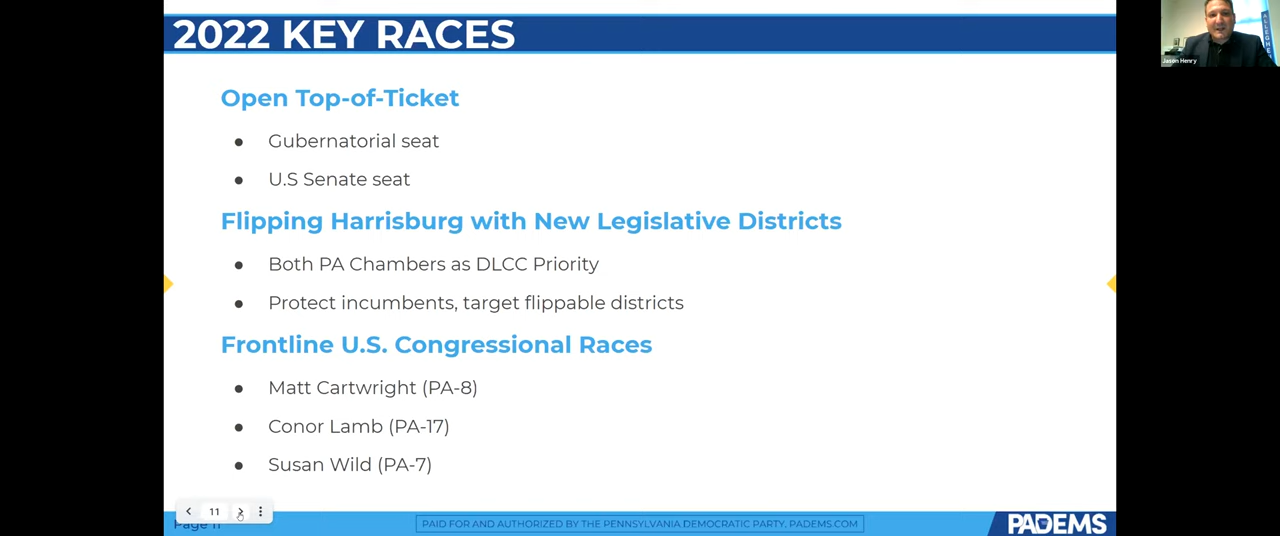 2022 KEY RACES
Jason Henry
Open Top-of-Ticket
● Gubernatorial seat
● U.S Senate seat
Flipping Harrisburg with New Legislative Districts
● Both PA Chambers as DLCC Priority
● Protect incumbents, target flippable districts
Frontline U.S. Congressional Races
● Matt Cartwright (PA-8)
● Conor Lamb (PA-17)
● Susan Wild (PA-7)
11
Page 11
PAID FOR AND AUTHORIZED BY THE PENNSYLVANIA DEMOCRATIC PARTY. PADEMS.COM
PADEMS